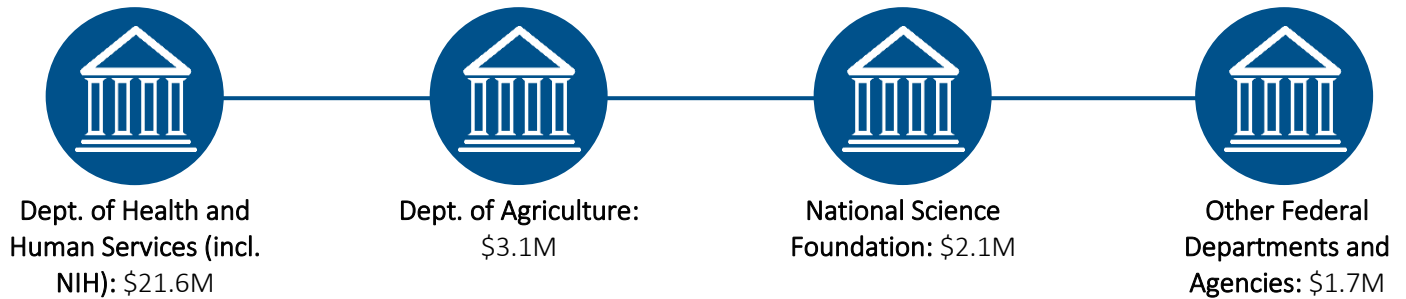 Dept. of Health and
Human Services (incl.
NIH): $21.6M
Dept. of Agriculture:
$3.1M
National Science
Foundation: $2.1M
Other Federal
Departments and
Agencies: $1.7M